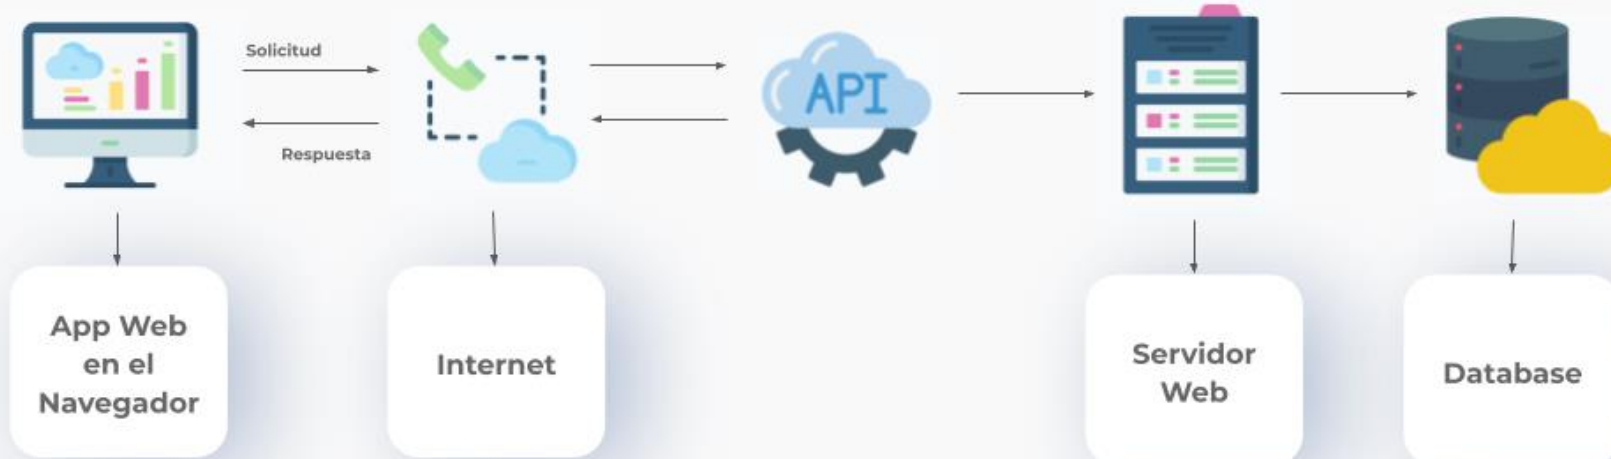 Solicitud
Respuesta
API
App Web
en el
Navegador
Internet
Servidor
Web
Database